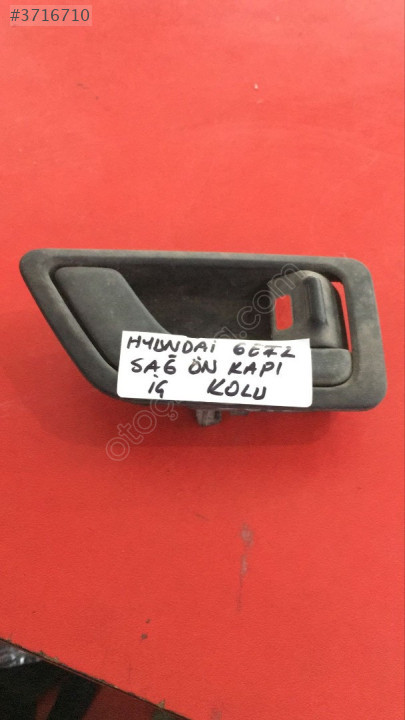 #3716710
HYUNDAİ GETZ
SAĞ ÖN KAPI
İÇ KOLU